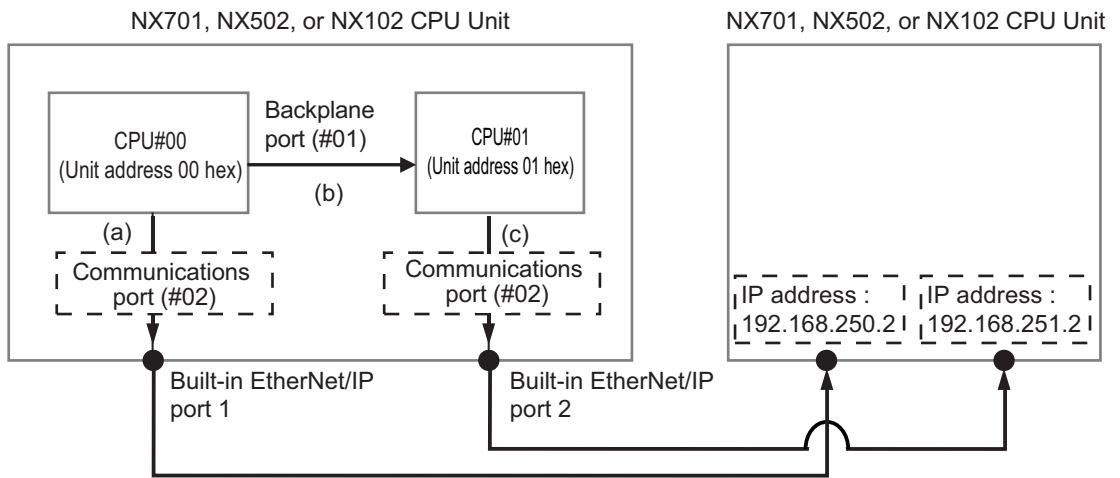 NX701, NX502, or NX102 CPU Unit
NX701, NX502, or NX102 CPU Unit
CPU#00
(Unit address 00 hex)
Backplane
port (#01)
(b)
CPU#01
(Unit address 01 hex)
(a)
(c)
Communications
port (#02)
Communications
port (#02)
IP address :
192.168.250.2
IP address :
192.168.251.2
Built-in EtherNet/IP
port 1
Built-in EtherNet/IP
port 2